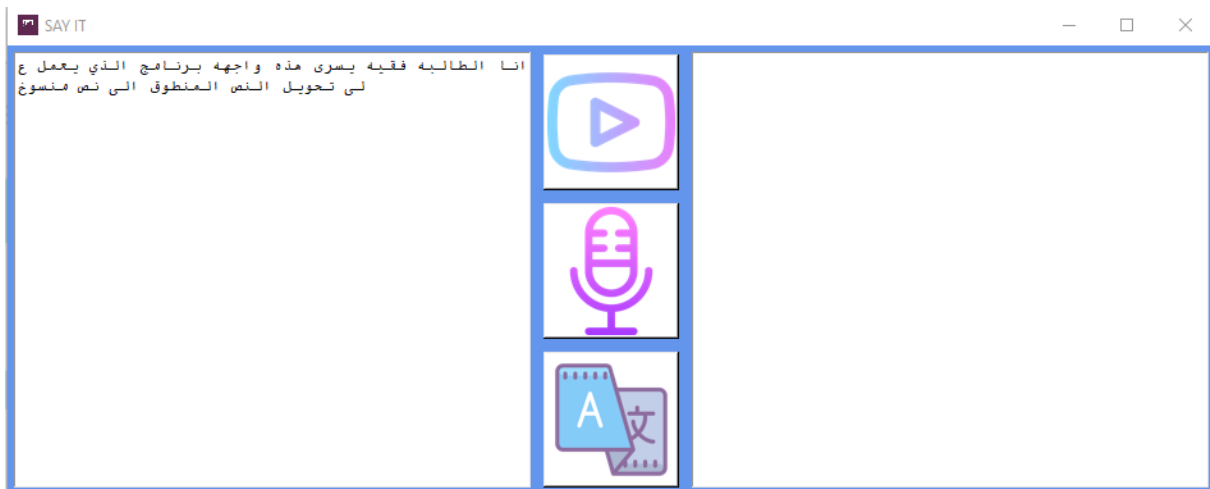 SAY IT
انا الطالبه فقيه يسرى هذه واجهه برنامج الذي يعمل ع
لى تحويل النص المنطوق الى نص منسوخ
A
文